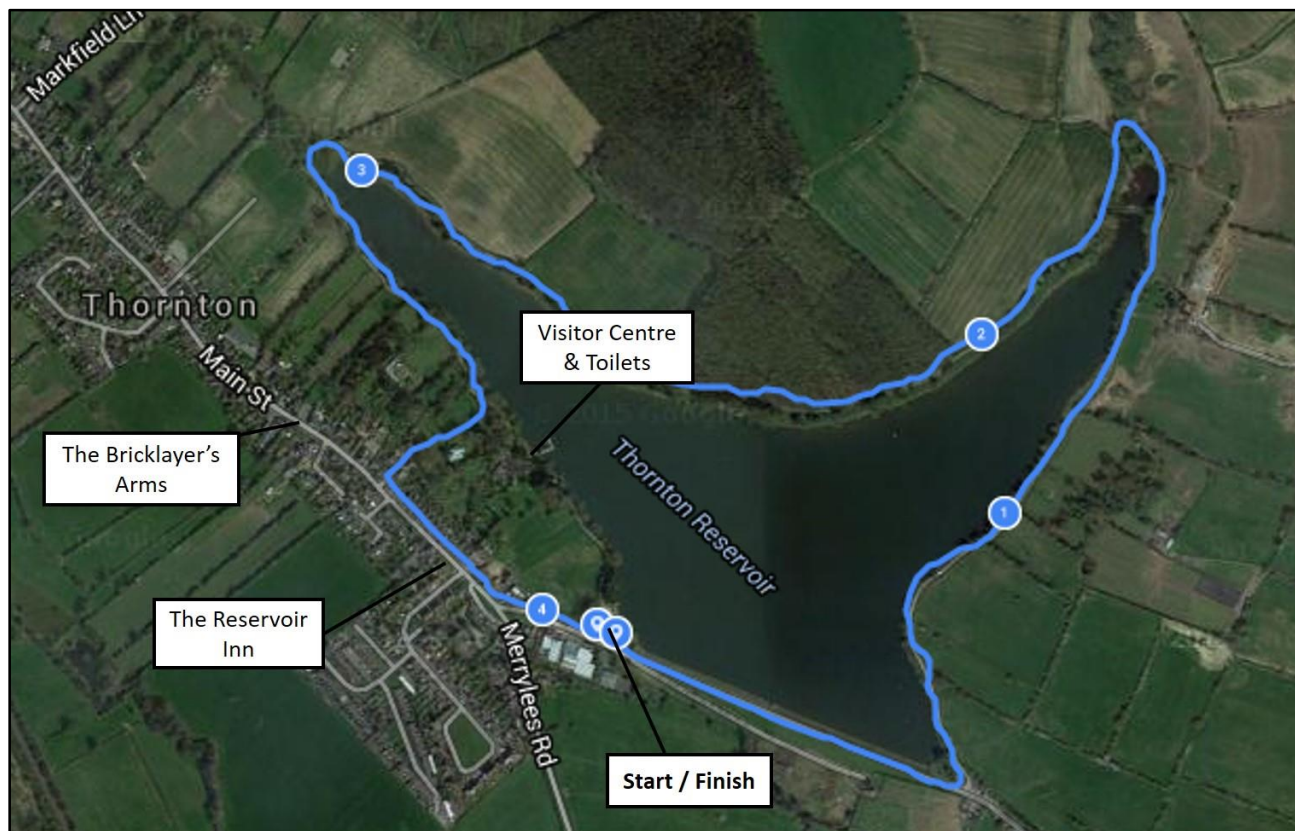 Markfield Ln
3
Thornton
Visitor Centre
& Toilets
2
Main St
The Bricklayer's
Arms
Thornton Reservoir
1
The Reservoir
Inn
4
Merrylees Rd
Start / Finish